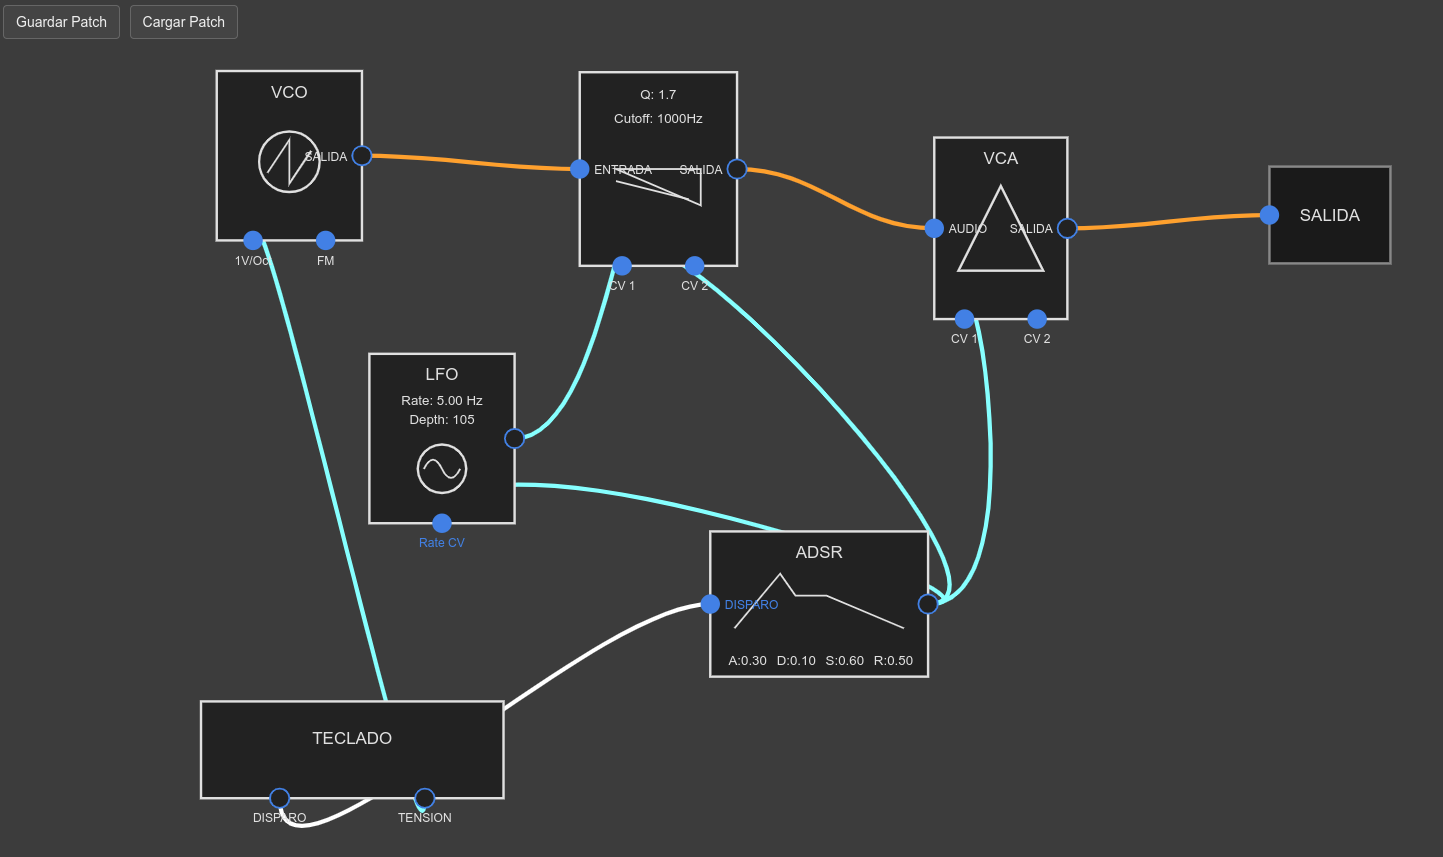 Guardar Patch
Cargar Patch
VCO
SALIDA
1V/Oc
FM
Q: 1.7
Cutoff: 1000Hz
ENTRADA
SALIDA
CV 1
CV 2
VCA
AUDIO
SALIDA
CV 1
CV 2
SALIDA
LFO
Rate: 5.00 Hz
Depth: 105
Rate CV
ADSR
DISPARO
A:0.30 D:0.10 S:0.60 R:0.50
TECLADO
DISPARO
TENSION